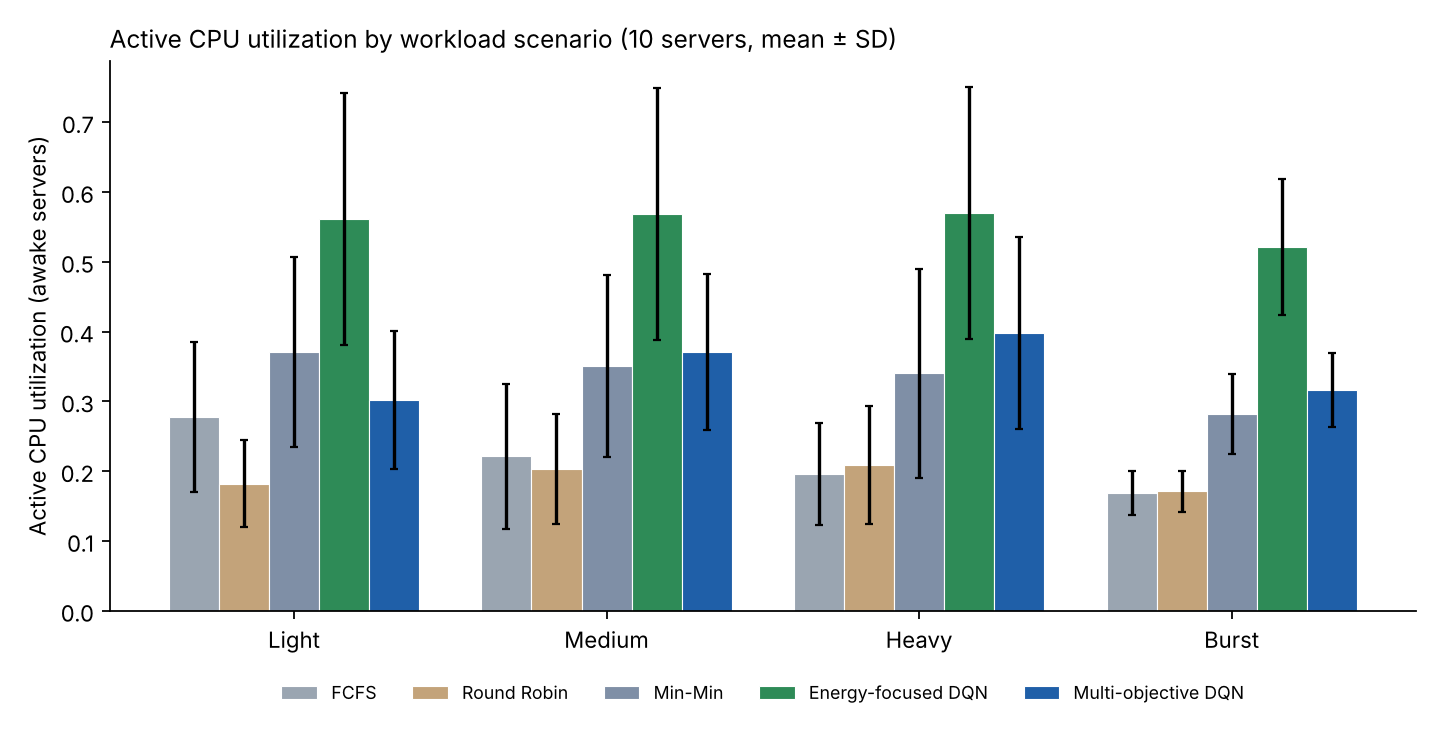 Active CPU utilization by workload scenario (10 servers, mean ± SD)
Active CPU utilization (awake servers)
0.7
0.6
0.5
0.4
0.3
0.2
0.1
0.0
Light Medium Heavy Burst
FCFS Round Robin Min-Min Energy-focused DQN Multi-objective DQN